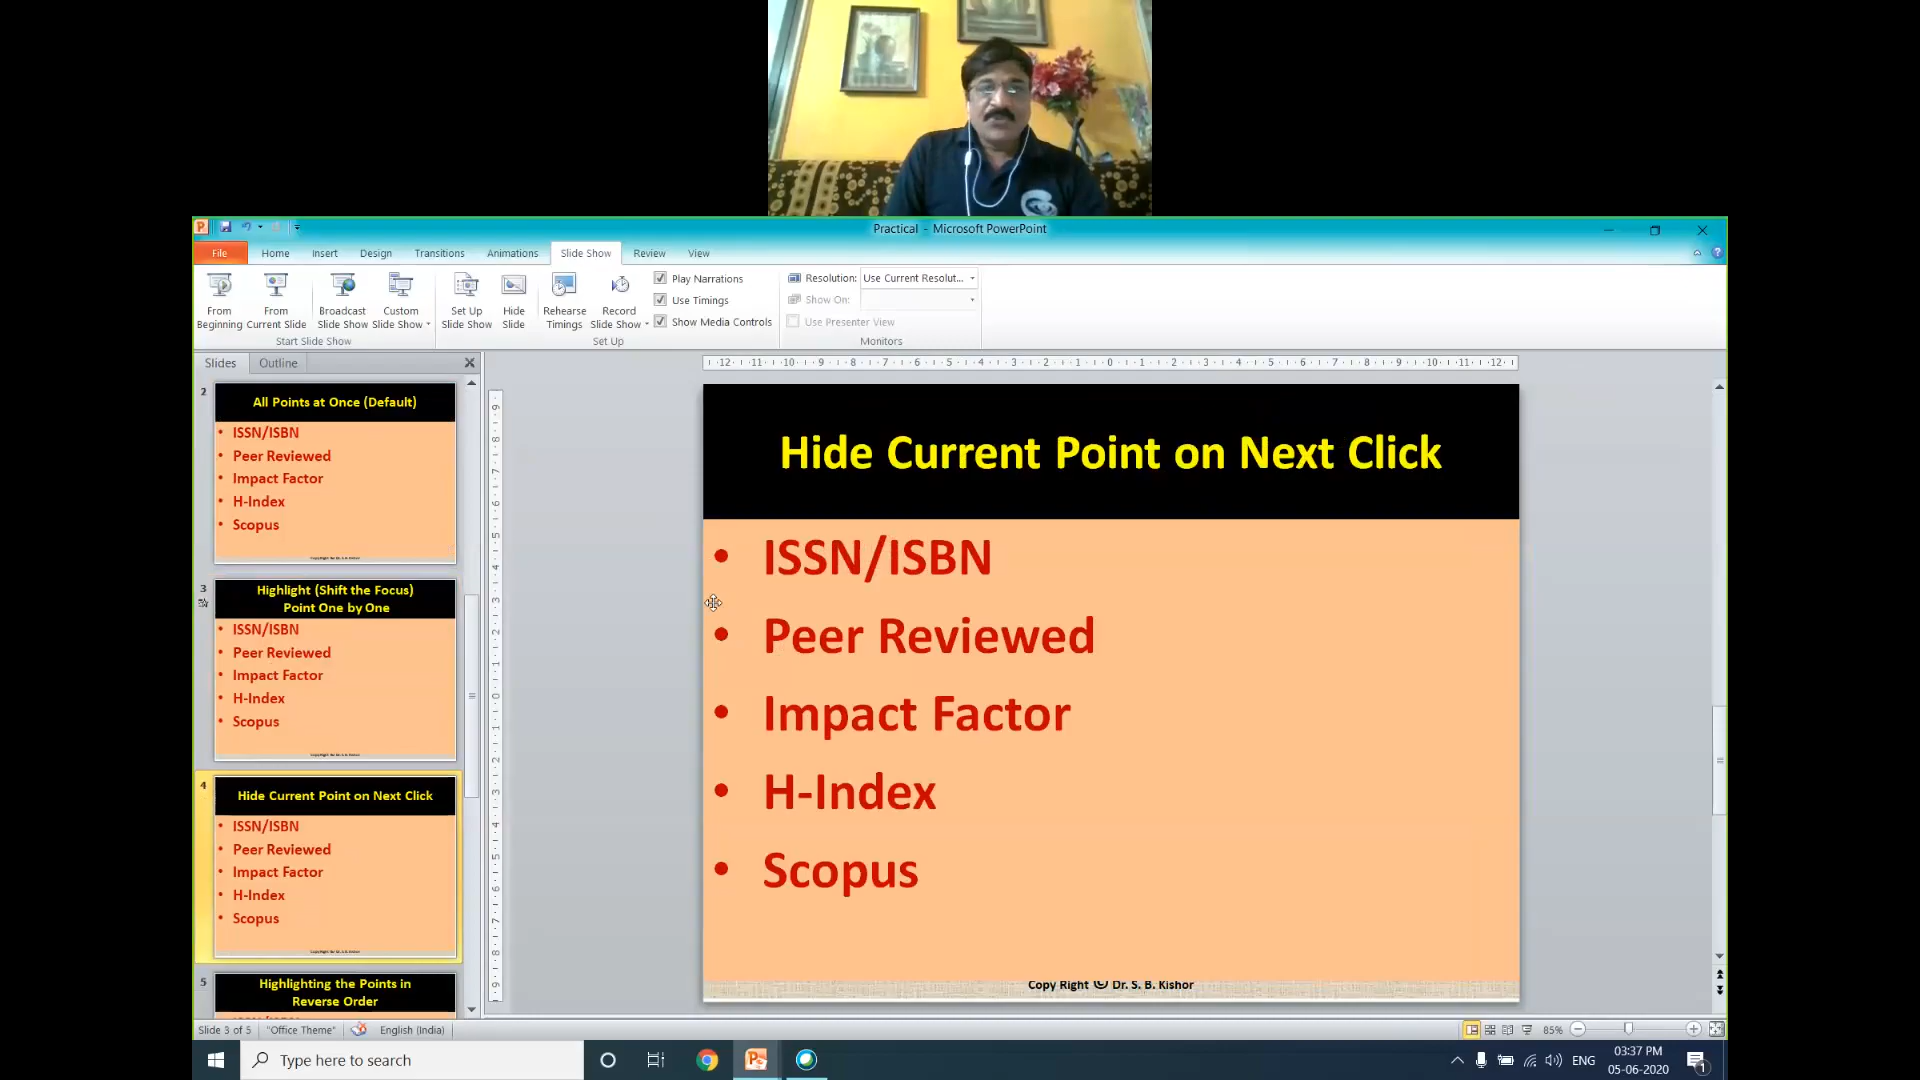 Practical - Microsoft PowerPoint
File Home Insert Design Transitions Animations Slide Show Review View
From Beginning
From Current Slide
Broadcast Slide Show
Custom Slide Show
Set Up Slide Show
Hide Slide
Rehearse Timings
Record Slide Show
Play Narrations
Use Timings
Show Media Controls
Resolution: Use Current Resolut...
Show On:
Use Presenter View
Start Slide Show
Set Up
Monitors
Slides Outline
2
All Points at Once (Default)
• ISSN/ISBN
• Peer Reviewed
• Impact Factor
• H-Index
• Scopus
3
Highlight (Shift the Focus)
Point One by One
• ISSN/ISBN
• Peer Reviewed
• Impact Factor
• H-Index
• Scopus
4
Hide Current Point on Next Click
• ISSN/ISBN
• Peer Reviewed
• Impact Factor
• H-Index
• Scopus
5
Highlighting the Points in
Reverse Order
Hide Current Point on Next Click
• ISSN/ISBN
• Peer Reviewed
• Impact Factor
• H-Index
• Scopus
Copy Right © Dr. S. B. Kishor
Slide 3 of 5 "Office Theme" English (India) 85%
Type here to search
ENG
03:37 PM
05-06-2020
1